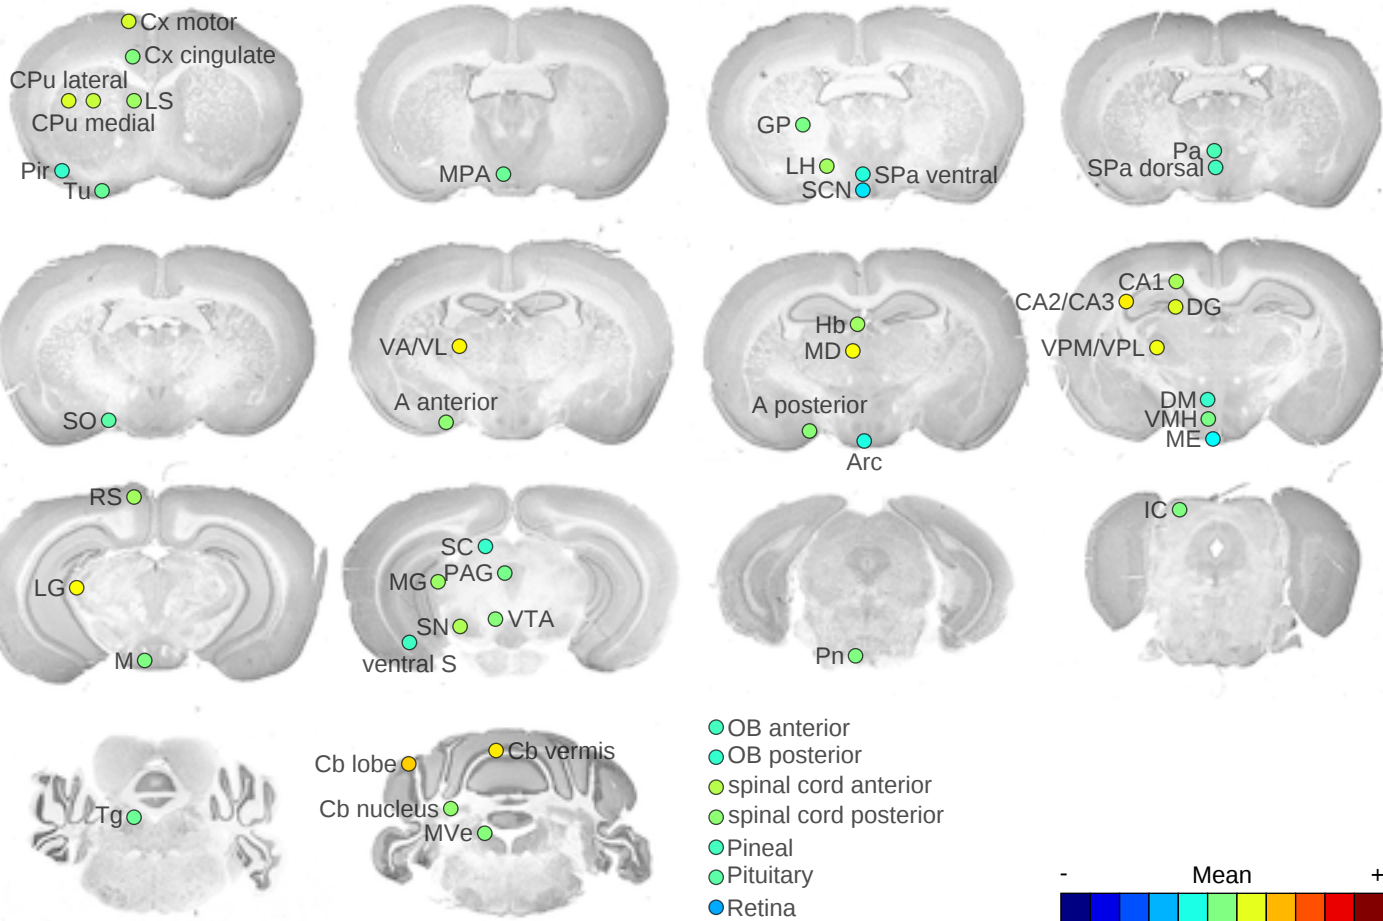 Cx motor
Cx cingulate
CPu lateral
LS
CPu medial
Pir
Tu
MPA
GP
LH
SPa ventral
SCN
Pa
SPa dorsal
SO
VA/VL
A anterior
Hb
MD
A posterior
Arc
CA1
CA2/CA3
DG
VPM/VPL
DM
VMH
ME
RS
LG
M
SC
PAG
MG
SN
VTA
ventral S
Pn
IC
Tg
Cb lobe
Cb vermis
Cb nucleus
MVe
OB anterior
OB posterior
spinal cord anterior
spinal cord posterior
Pineal
Pituitary
Retina
- Mean +